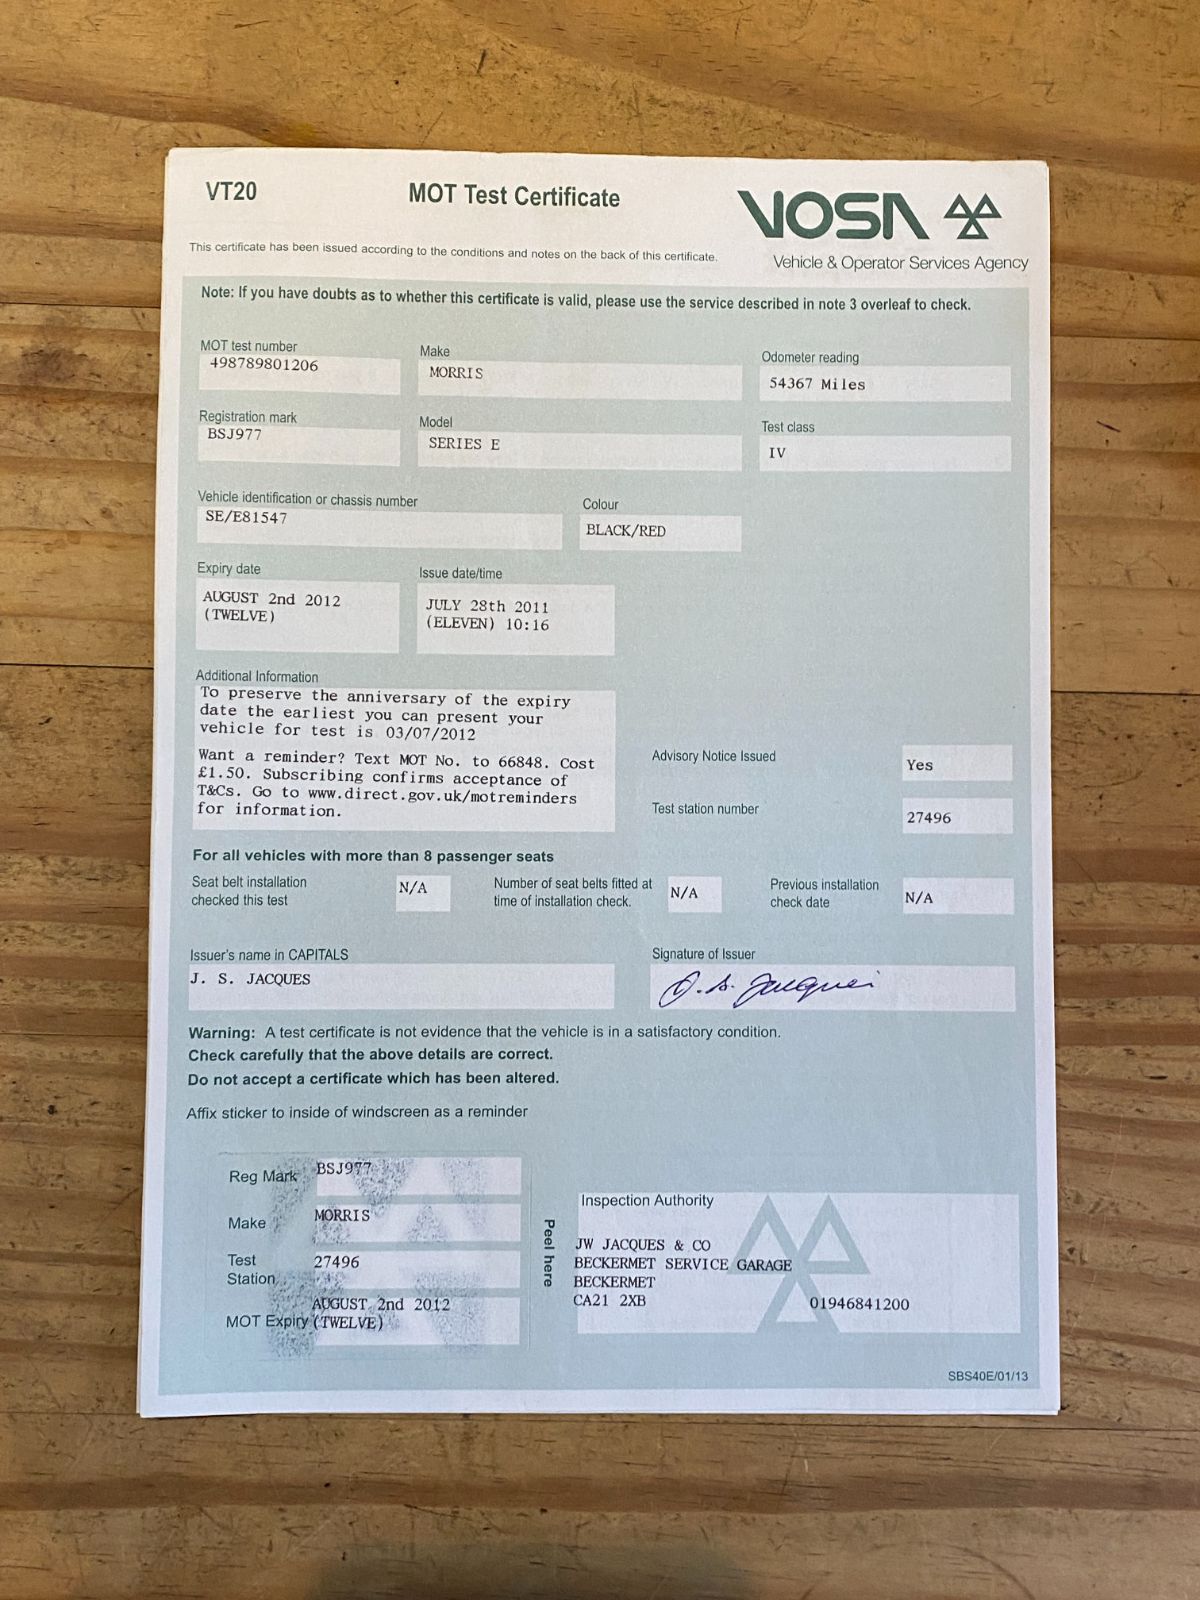 VT20
MOT Test Certificate
VOSA
Vehicle & Operator Services Agency
This certificate has been issued according to the conditions and notes on the back of this certificate.
Note: If you have doubts as to whether this certificate is valid, please use the service described in note 3 overleaf to check.
MOT test number
498789801206
Make
MORRIS
Odometer reading
54367 Miles
Registration mark
BSJ977
Model
SERIES E
Test class
IV
Vehicle identification or chassis number
SE/E81547
Colour
BLACK/RED
Expiry date
AUGUST 2nd 2012
(TWELVE)
Issue date/time
JULY 28th 2011
(ELEVEN) 10:16
Additional Information
To preserve the anniversary of the expiry
date the earliest you can present your
vehicle for test is 03/07/2012
Want a reminder? Text MOT No. to 66848. Cost
£1.50. Subscribing confirms acceptance of
T&Cs. Go to www.direct.gov.uk/motreminders
for information.
Advisory Notice Issued
Yes
Test station number
27496
For all vehicles with more than 8 passenger seats
Seat belt installation
checked this test
N/A
Number of seat belts fitted at
time of installation check.
N/A
Previous installation
check date
N/A
Issuer's name in CAPITALS
J. S. JACQUES
Signature of Issuer
J. S. Jacques
Warning: A test certificate is not evidence that the vehicle is in a satisfactory condition.
Check carefully that the above details are correct.
Do not accept a certificate which has been altered.
Affix sticker to inside of windscreen as a reminder
Reg Mark BSJ977
Make MORRIS
Test
Station 27496
AUGUST 2nd 2012
MOT Expiry (TWELVE)
Peel here
Inspection Authority
JW JACQUES & CO
BECKERMET SERVICE GARAGE
BECKERMET
CA21 2XB 01946841200
SBS40E/01/13